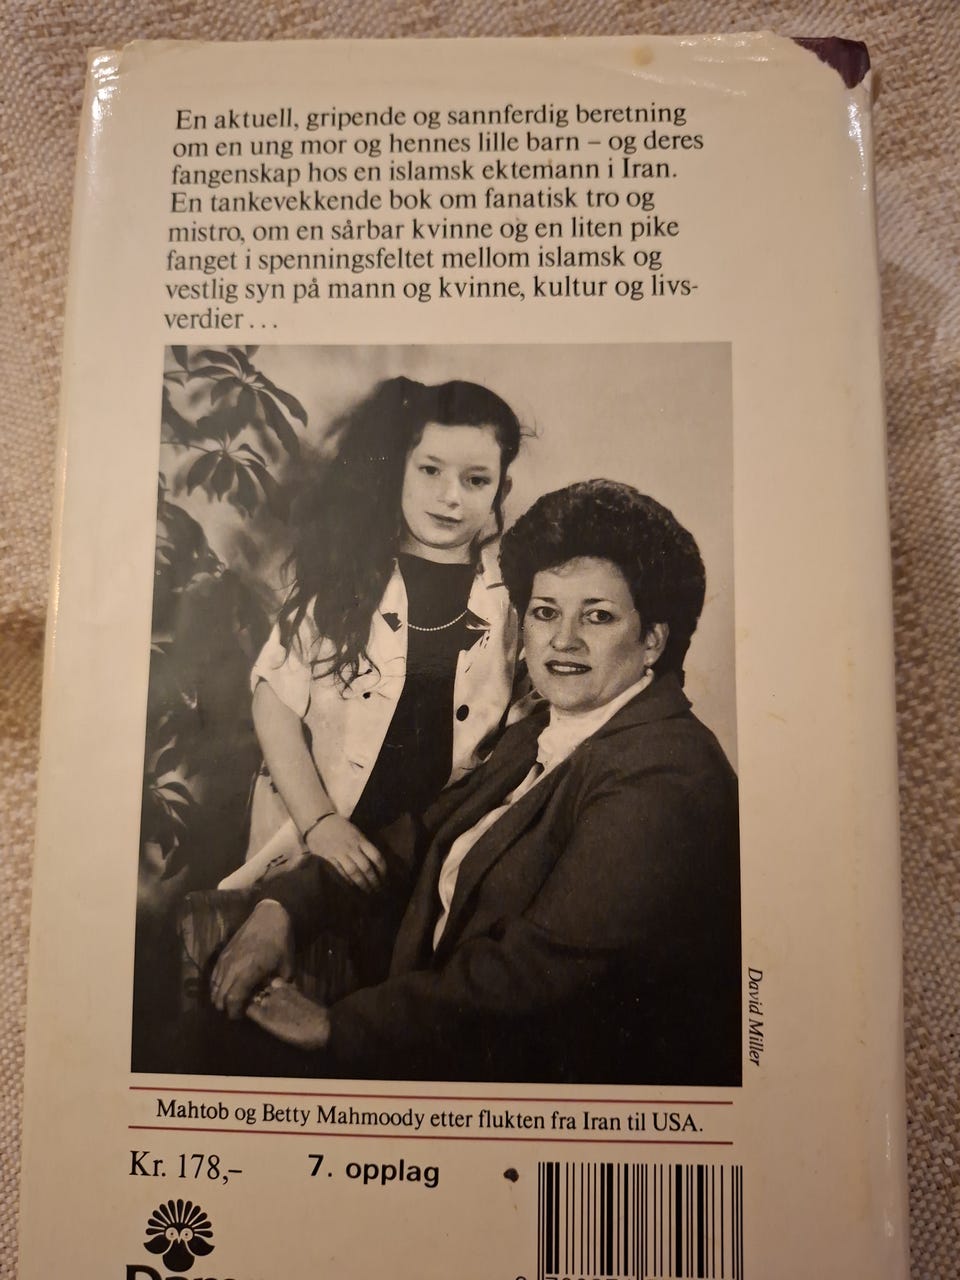 En aktuell, gripende og sannferdig beretning
om en ung mor og hennes lille barn – og deres
fangenskap hos en islamsk ektemann i Iran.
En tankevekkende bok om fanatisk tro og
mistro, om en sårbar kvinne og en liten pike
fanget i spenningsfeltet mellom islamsk og
vestlig syn på mann og kvinne, kultur og livs-
verdier . . .
David Miller
Mahtob og Betty Mahmoody etter flukten fra Iran til USA.
Kr. 178,–
7. opplag